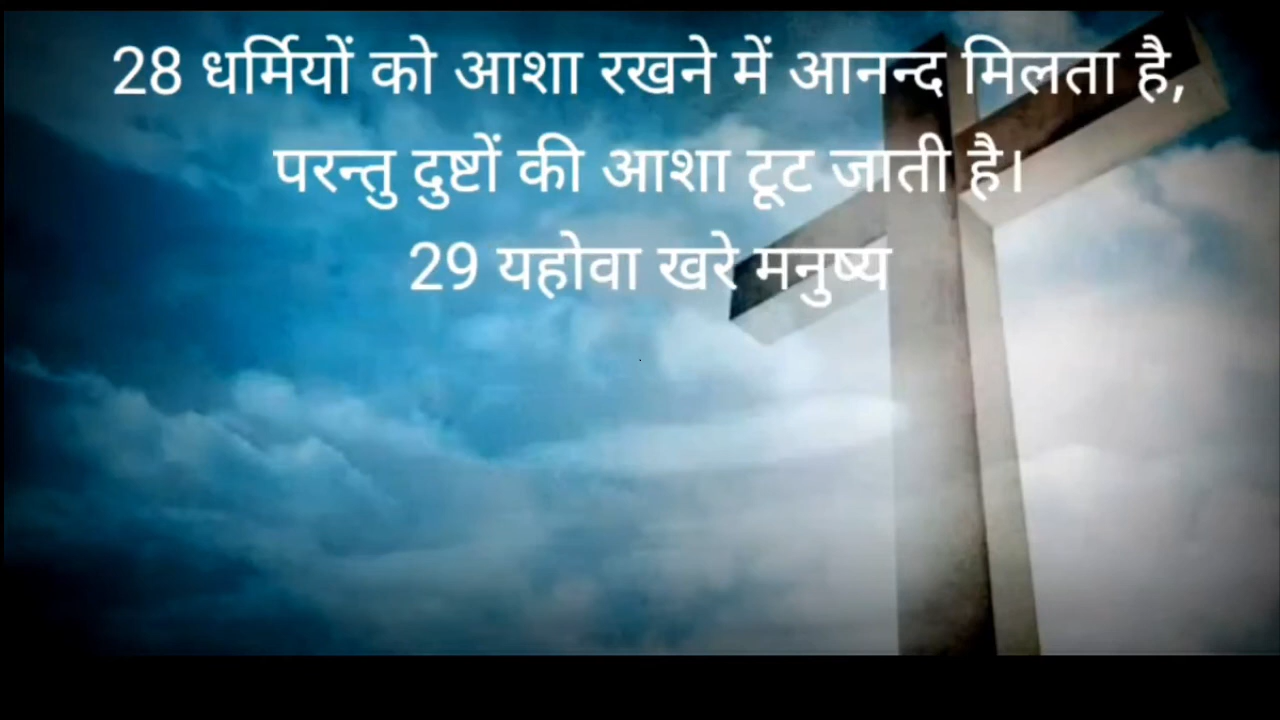 28 धर्मियों को आशा रखने में आनन्द मिलता है,
परन्तु दुष्टों की आशा टूट जाती है।
29 यहोवा खरे मनुष्य